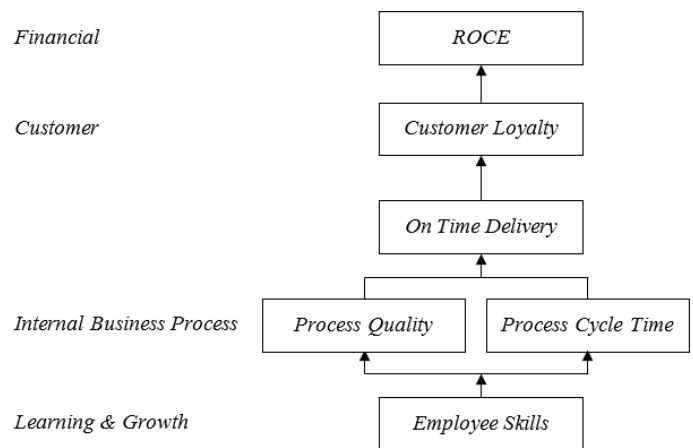 Financial
ROCE
Customer
Customer Loyalty
On Time Delivery
Internal Business Process
Process Quality
Process Cycle Time
Learning & Growth
Employee Skills